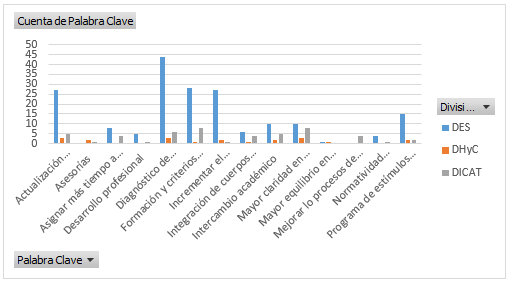 Cuenta de Palabra Clave
50
45
40
35
30
25
20
15
10
5
0
Actualización...
Asesorías
Asignar más tiempo a...
Desarrollo profesional
Diagnóstico de...
Formación y criterios...
Incrementar el...
Integración de cuerpos...
Intercambio académico
Mayor claridad en...
Mayor equilibrio en...
Mejorar lo procesos de...
Normatividad...
Programa de estímulos...
Divisi...
DES
DHyC
DICAT
Palabra Clave